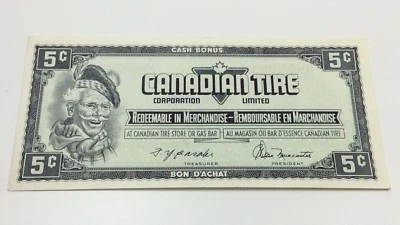 5¢ CASH BONUS 5¢
CANADIAN TIRE
CORPORATION LIMITED
REDEEMABLE IN MERCHANDISE - REMBOURSABLE EN MARCHANDISE
AT CANADIAN TIRE STORE OR GAS BAR AU MAGASIN OU BAR D'ESSENCE CANADIAN TIRE
TREASURER PRESIDENT
5¢ BON D'ACHAT 5¢